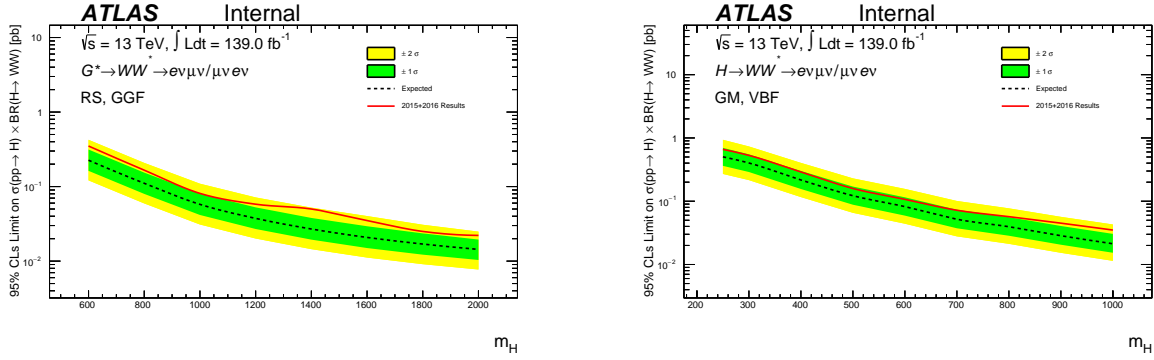 ATLAS Internal
√s = 13 TeV, ∫ Ldt = 139.0 fb⁻¹
G*→WW*→eνμν/μνeν
RS, GGF
± 2 σ
± 1 σ
Expected
2015+2016 Results
95% CLs Limit on σ(pp→ H) × BR(H→ WW) [pb]
10
1
10⁻¹
10⁻²
600 800 1000 1200 1400 1600 1800 2000
m_H
ATLAS Internal
√s = 13 TeV, ∫ Ldt = 139.0 fb⁻¹
H→WW*→eνμν/μνeν
GM, VBF
± 2 σ
± 1 σ
Expected
2015+2016 Results
95% CLs Limit on σ(pp→ H) × BR(H→ WW) [pb]
10
1
10⁻¹
10⁻²
200 300 400 500 600 700 800 900 1000
m_H